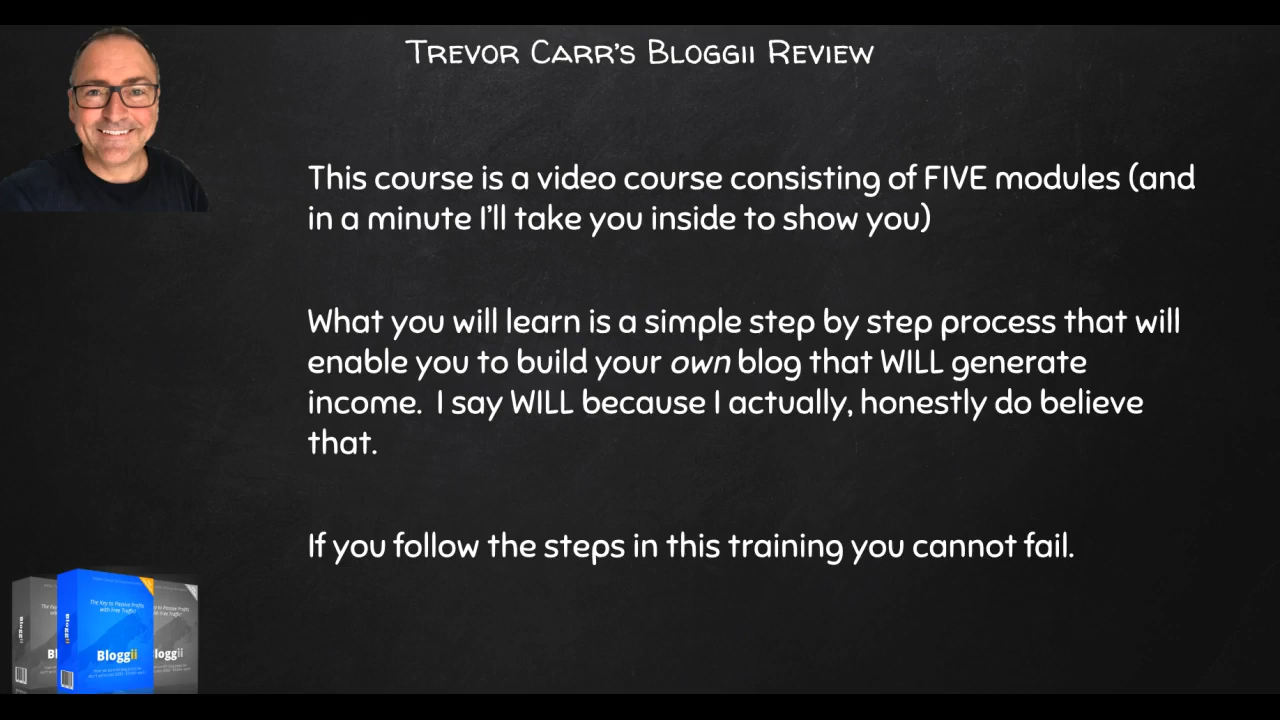 Trevor Carr's Bloggii Review
This course is a video course consisting of FIVE modules (and
in a minute I'll take you inside to show you)
What you will learn is a simple step by step process that will
enable you to build your own blog that WILL generate
income. I say WILL because I actually, honestly do believe
that.
If you follow the steps in this training you cannot fail.
The Key to Passive Profits
with Free Traffic!
Bloggii